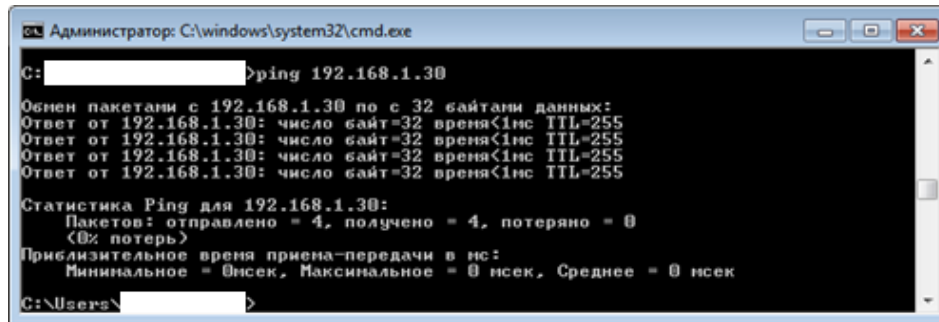 Администратор: C:\windows\system32\cmd.exe
C: >ping 192.168.1.30
Обмен пакетами с 192.168.1.30 по с 32 байтами данных:
Ответ от 192.168.1.30: число байт=32 время<1мс TTL=255
Ответ от 192.168.1.30: число байт=32 время<1мс TTL=255
Ответ от 192.168.1.30: число байт=32 время<1мс TTL=255
Ответ от 192.168.1.30: число байт=32 время<1мс TTL=255
Статистика Ping для 192.168.1.30:
Пакетов: отправлено = 4, получено = 4, потеряно = 0
(0% потерь)
Приблизительное время приема-передачи в мс:
Минимальное = 0мсек, Максимальное = 0 мсек, Среднее = 0 мсек
C:\Users\ >